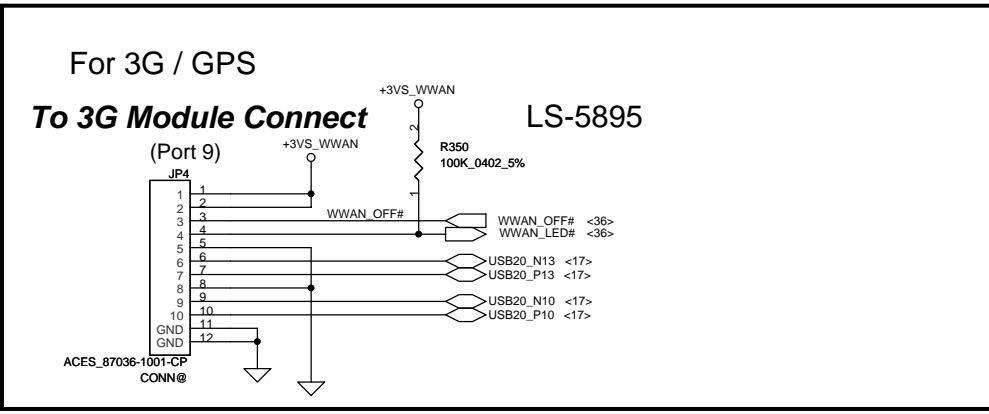 For 3G / GPS
To 3G Module Connect
LS-5895
(Port 9)
+3VS_WWAN
+3VS_WWAN
2
R350
100K_0402_5%
1
JP4
1 1
2 2
3 3 WWAN_OFF# WWAN_OFF# <36>
4 4 WWAN_LED# <36>
5 5
6 6 USB20_N13 <17>
7 7 USB20_P13 <17>
8 8
9 9 USB20_N10 <17>
10 10 USB20_P10 <17>
GND 11
GND 12
ACES_87036-1001-CP
CONN@